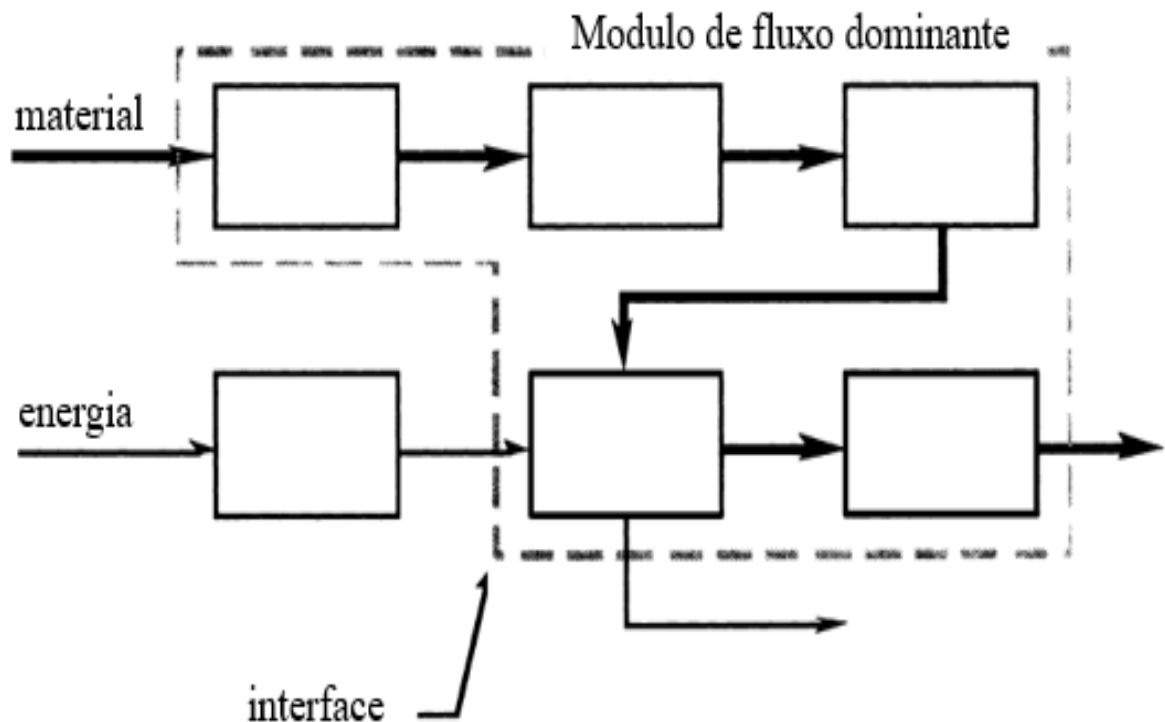 Modulo de fluxo dominante
material
energia
interface